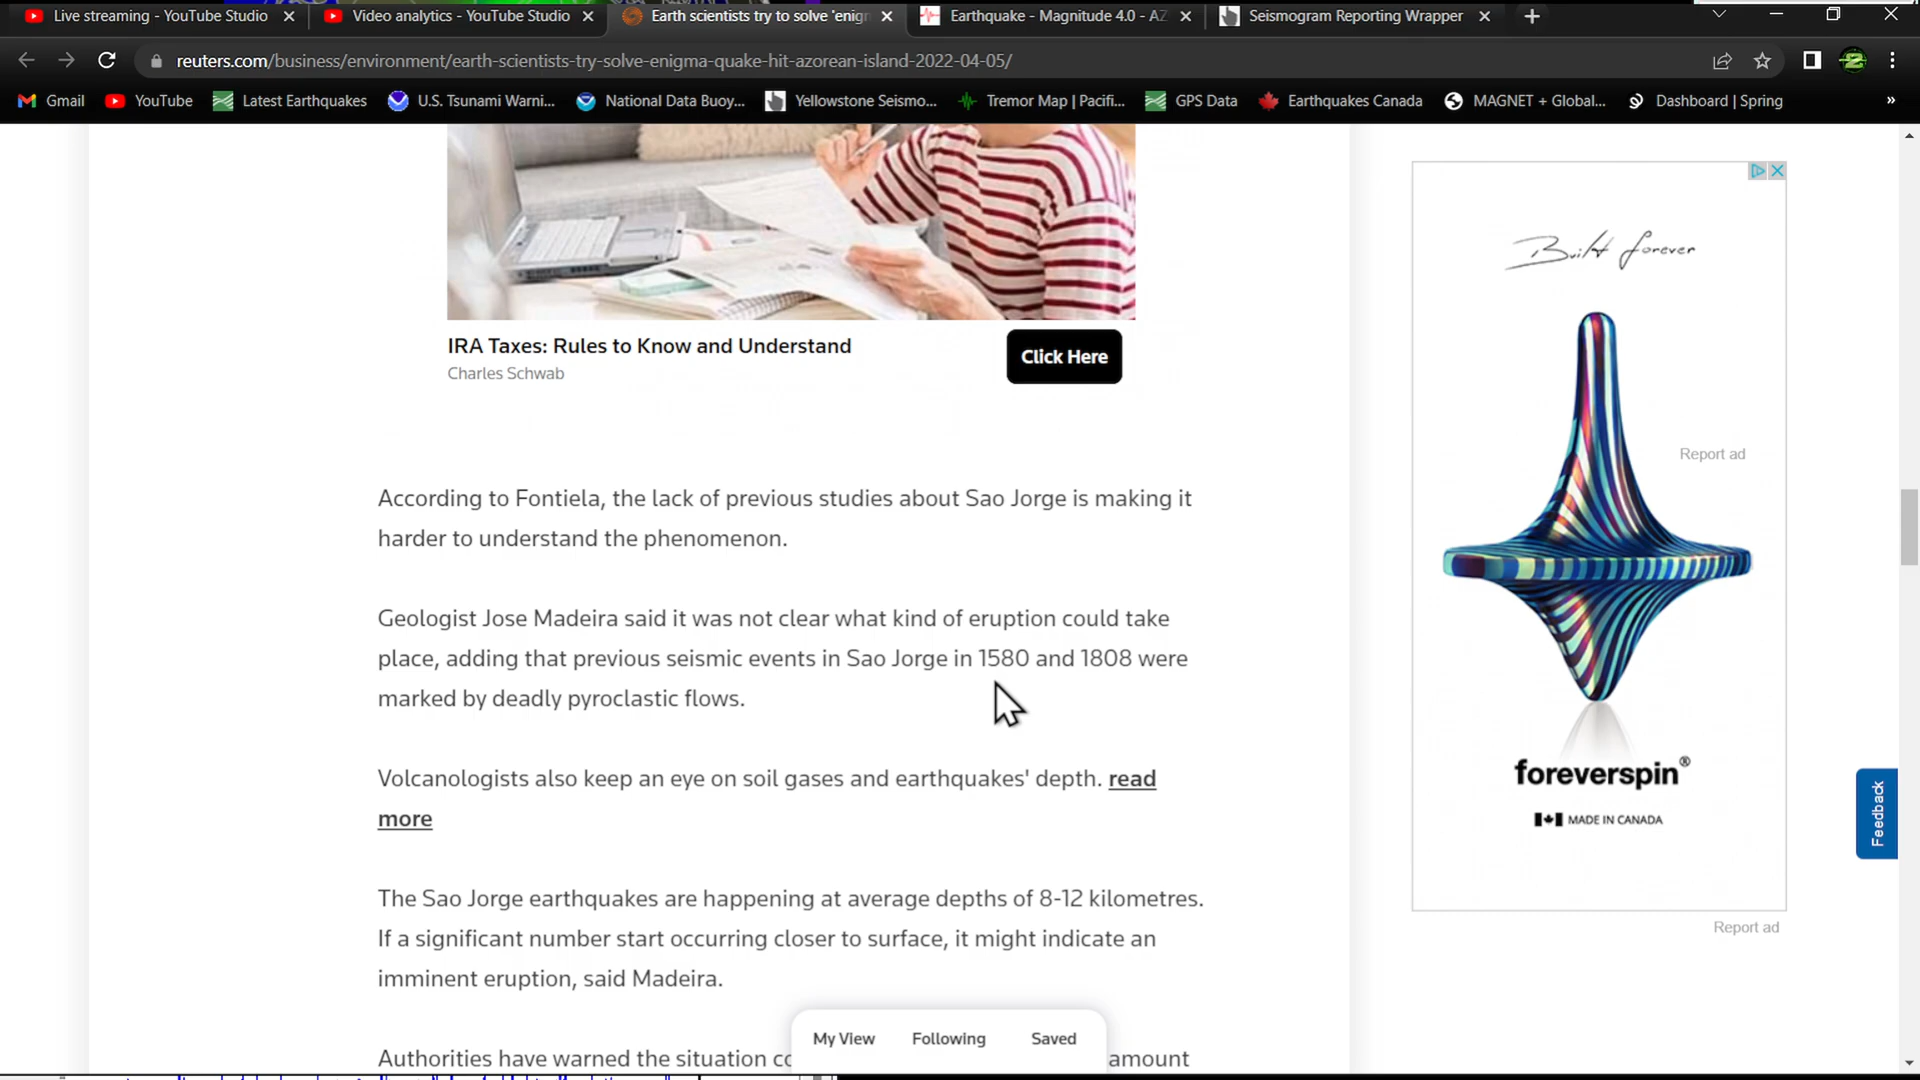 Live streaming - YouTube Studio
Video analytics - YouTube Studio
Earth scientists try to solve 'enig
Earthquake - Magnitude 4.0 - AZ
Seismogram Reporting Wrapper
reuters.com/business/environment/earth-scientists-try-solve-enigma-quake-hit-azorean-island-2022-04-05/
Gmail
YouTube
Latest Earthquakes
U.S. Tsunami Warni...
National Data Buoy...
Yellowstone Seismo...
Tremor Map | Pacifi...
GPS Data
Earthquakes Canada
MAGNET + Global...
Dashboard | Spring
»
IRA Taxes: Rules to Know and Understand
Charles Schwab
Click Here
According to Fontiela, the lack of previous studies about Sao Jorge is making it
harder to understand the phenomenon.
Geologist Jose Madeira said it was not clear what kind of eruption could take
place, adding that previous seismic events in Sao Jorge in 1580 and 1808 were
marked by deadly pyroclastic flows.
Volcanologists also keep an eye on soil gases and earthquakes' depth. read
more
The Sao Jorge earthquakes are happening at average depths of 8-12 kilometres.
If a significant number start occurring closer to surface, it might indicate an
imminent eruption, said Madeira.
Authorities have warned the situation
amount
My View
Following
Saved
Built forever
Report ad
foreverspin®
MADE IN CANADA
Report ad
Feedback